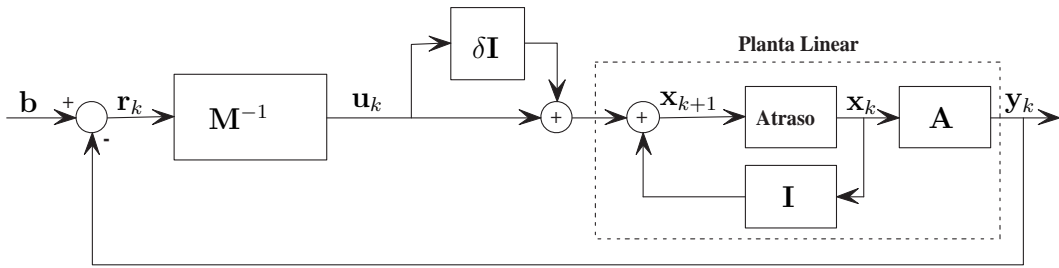 δI
Planta Linear
b
+
-
r_k
M⁻¹
u_k
+
+
x_{k+1}
Atraso
x_k
A
y_k
I